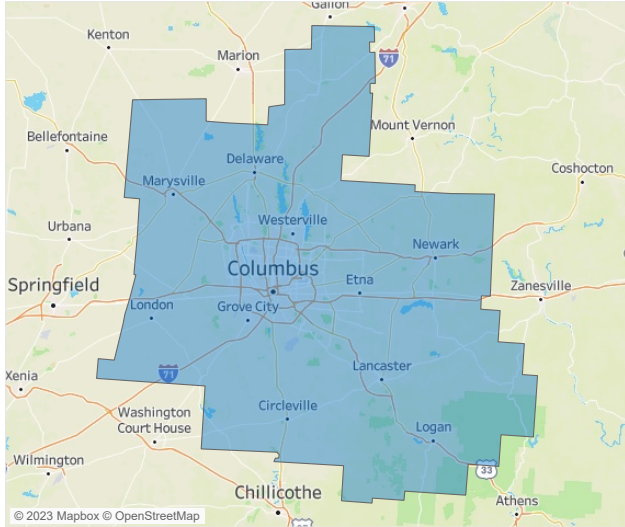 Galion
Kenton
Marion
71
Bellefontaine
Mount Vernon
Delaware
Coshocton
Marysville
Urbana
Westerville
Newark
Columbus
Springfield
Etna
Zanesville
London
Grove City
Lancaster
71
Xenia
Circleville
Washington
Court House
Logan
Wilmington
33
Chillicothe
Athens
© 2023 Mapbox © OpenStreetMap